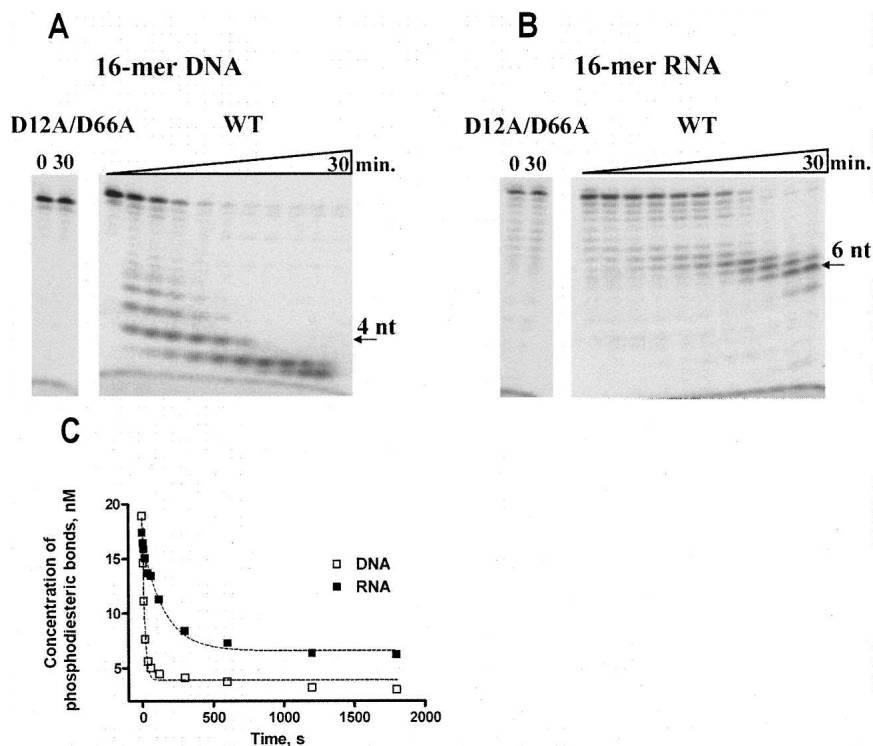 A
B
16-mer DNA
16-mer RNA
D12A/D66A WT
D12A/D66A WT
0 30 30 min.
0 30 30 min.
6 nt
4 nt
C
20
15
10
5
Concentration of
phosphodiesteric bonds, nM
DNA
RNA
0 500 1000 1500 2000
Time, s